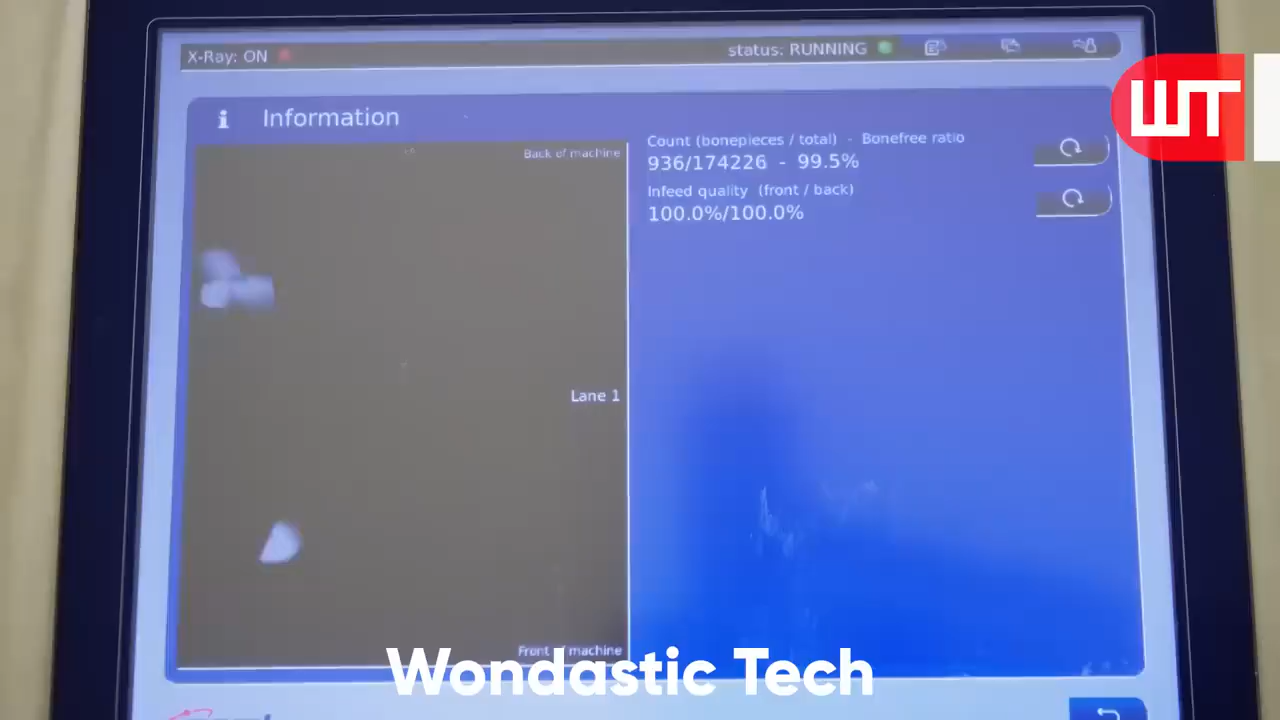 X-Ray: ON
status: RUNNING
WT
Information
Back of machine
Count (bonepieces / total) - Bonefree ratio
936/174226 - 99.5%
Infeed quality (front / back)
100.0%/100.0%
Lane 1
Front of machine
Wondastic Tech